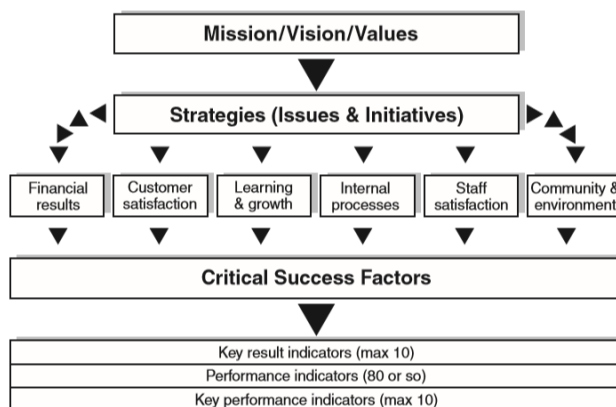 Mission/Vision/Values
Strategies (Issues & Initiatives)
Financial
results
Customer
satisfaction
Learning
& growth
Internal
processes
Staff
satisfaction
Community &
environment
Critical Success Factors
Key result indicators (max 10)
Performance indicators (80 or so)
Key performance indicators (max 10)